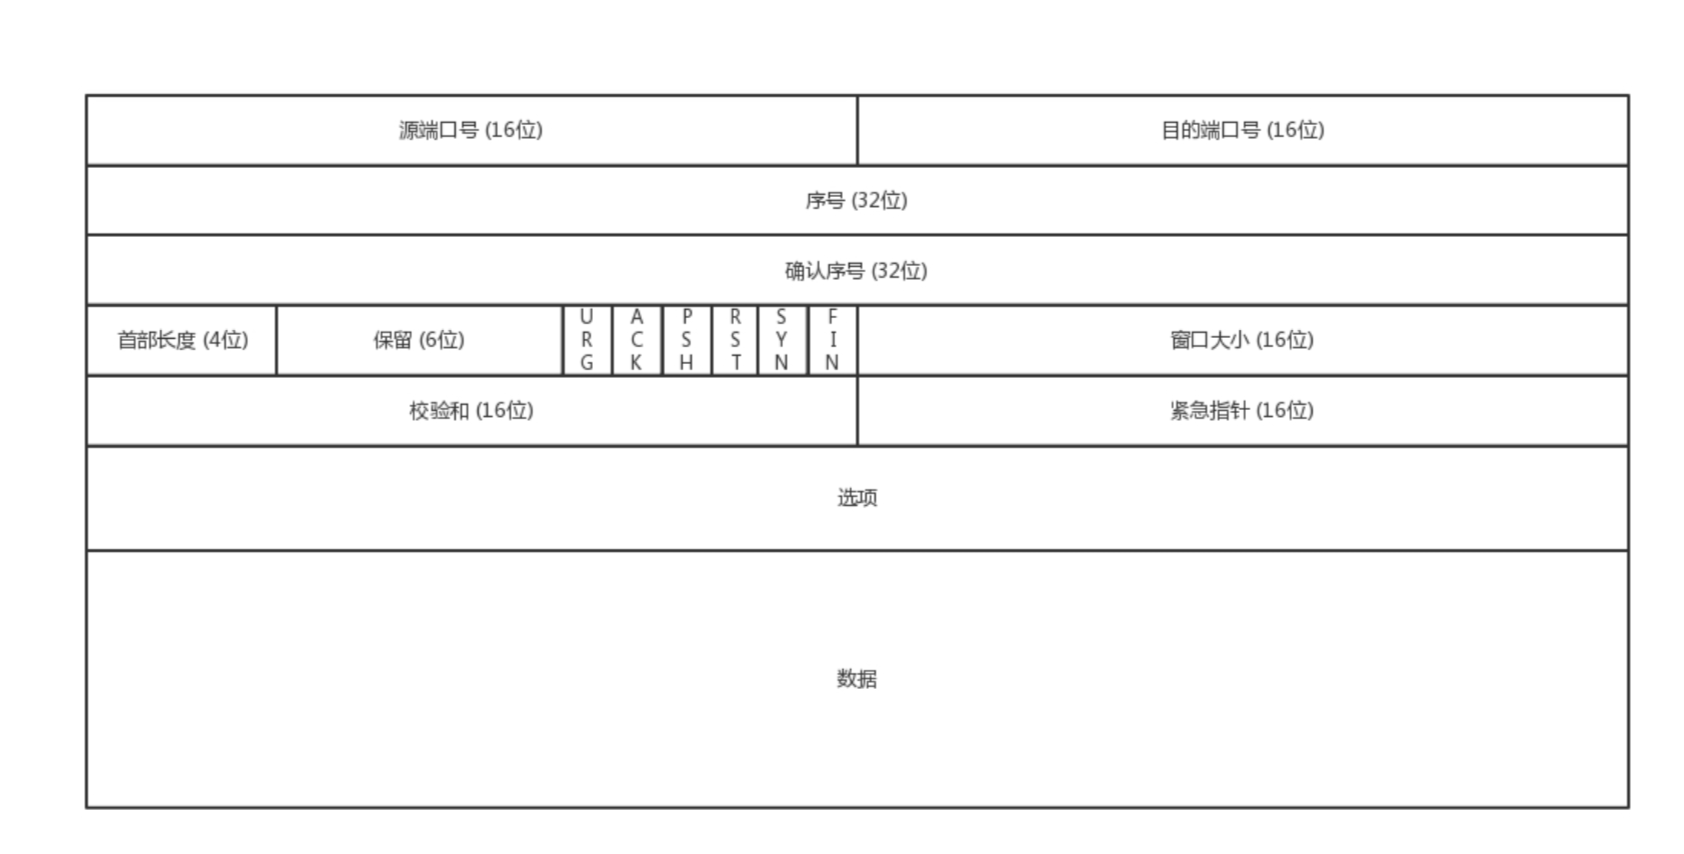 源端口号 (16位)
目的端口号 (16位)
序号 (32位)
确认序号 (32位)
首部长度 (4位)
保留 (6位)
URG
ACK
PSH
RST
SYN
FIN
窗口大小 (16位)
校验和 (16位)
紧急指针 (16位)
选项
数据